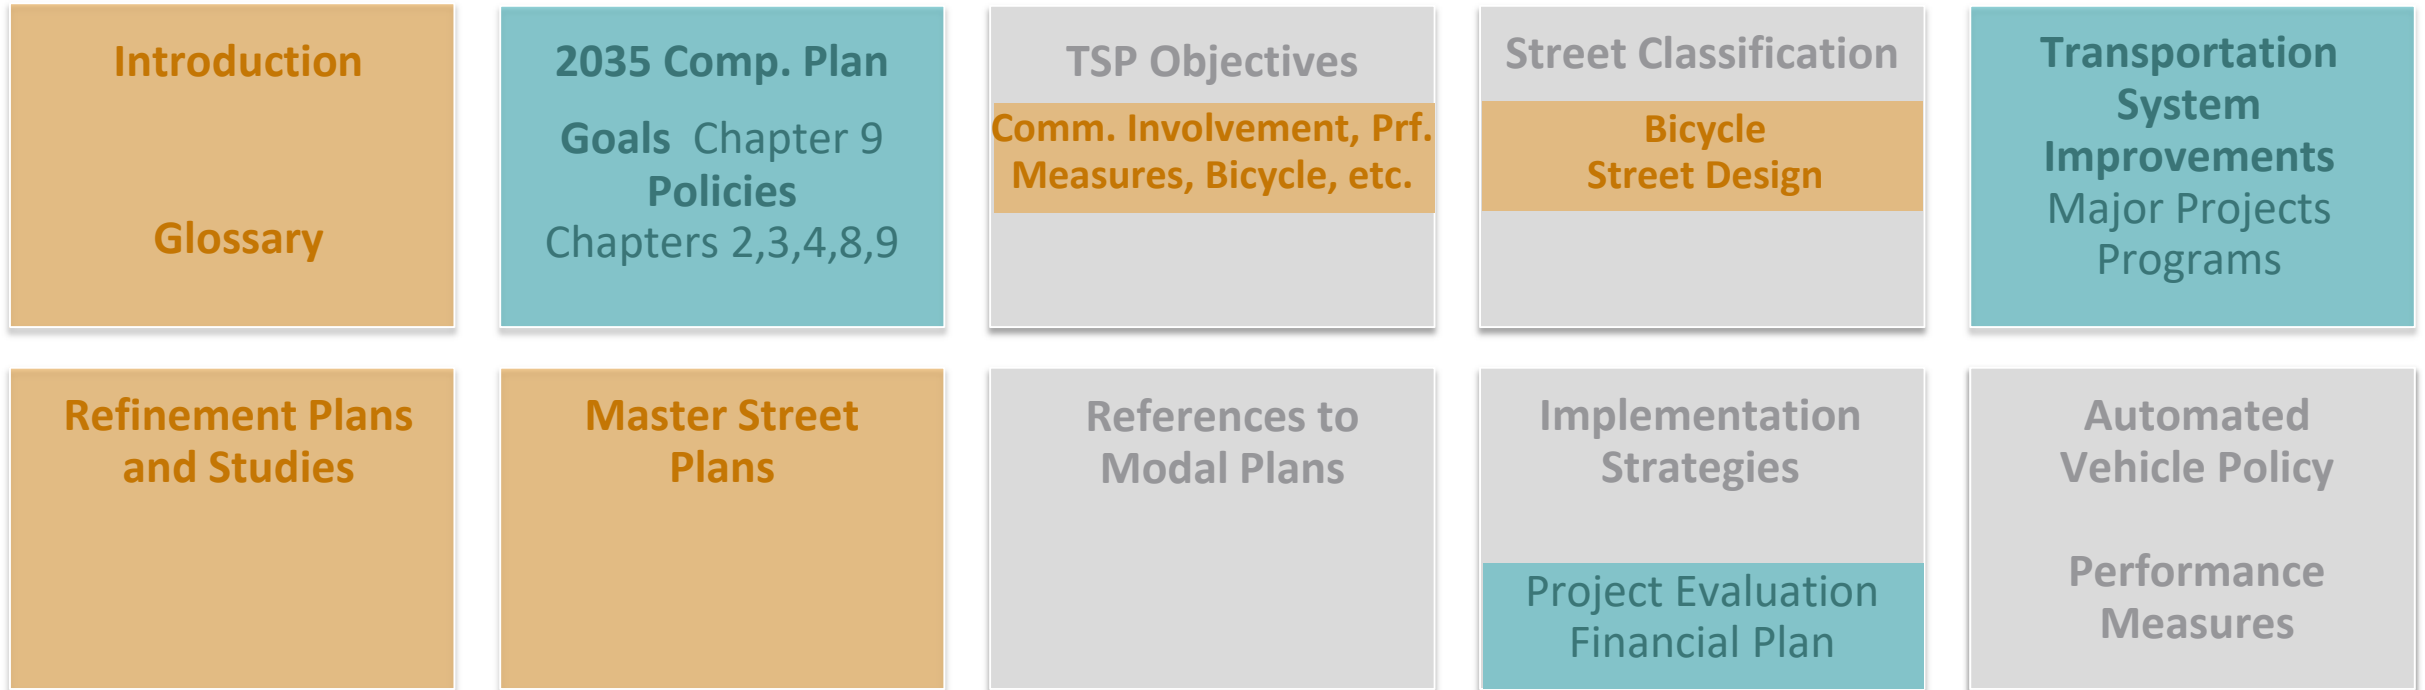 Introduction
Glossary
2035 Comp. Plan
Goals  Chapter 9
Policies
Chapters 2,3,4,8,9
TSP Objectives
Comm. Involvement, Prf.
Measures, Bicycle, etc.
Street Classification
Bicycle
Street Design
Transportation
System
Improvements
Major Projects
Programs
Refinement Plans
and Studies
Master Street
Plans
References to
Modal Plans
Implementation
Strategies
Project Evaluation
Financial Plan
Automated
Vehicle Policy
Performance
Measures